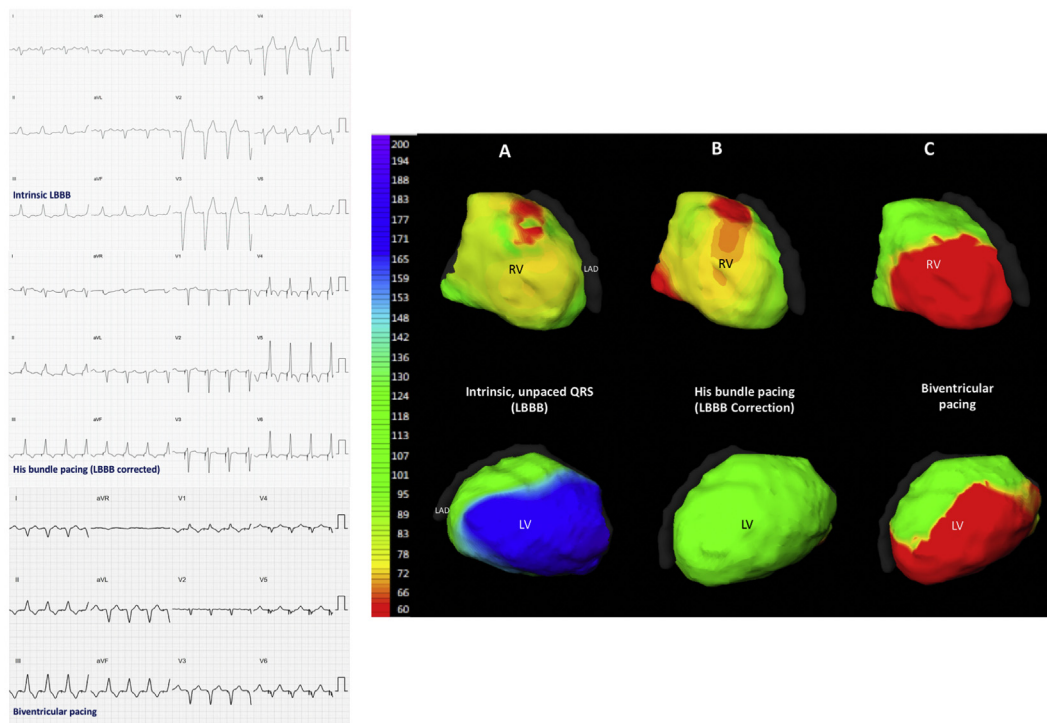 I aVR V1 V4
II aVL V2 V5
III aVF V3 V6
Intrinsic LBBB
I aVR V1 V4
II aVL V2 V5
III aVF V3 V6
His bundle pacing (LBBB corrected)
I aVR V1 V4
II aVL V2 V5
III aVF V3 V6
Biventricular pacing
200
194
188
183
177
171
165
159
153
148
142
136
130
124
118
113
107
101
95
89
83
78
72
66
60
A B C
RV LAD RV RV
Intrinsic, unpaced QRS
(LBBB)
His bundle pacing
(LBBB Correction)
Biventricular
pacing
LAD LV LV LV